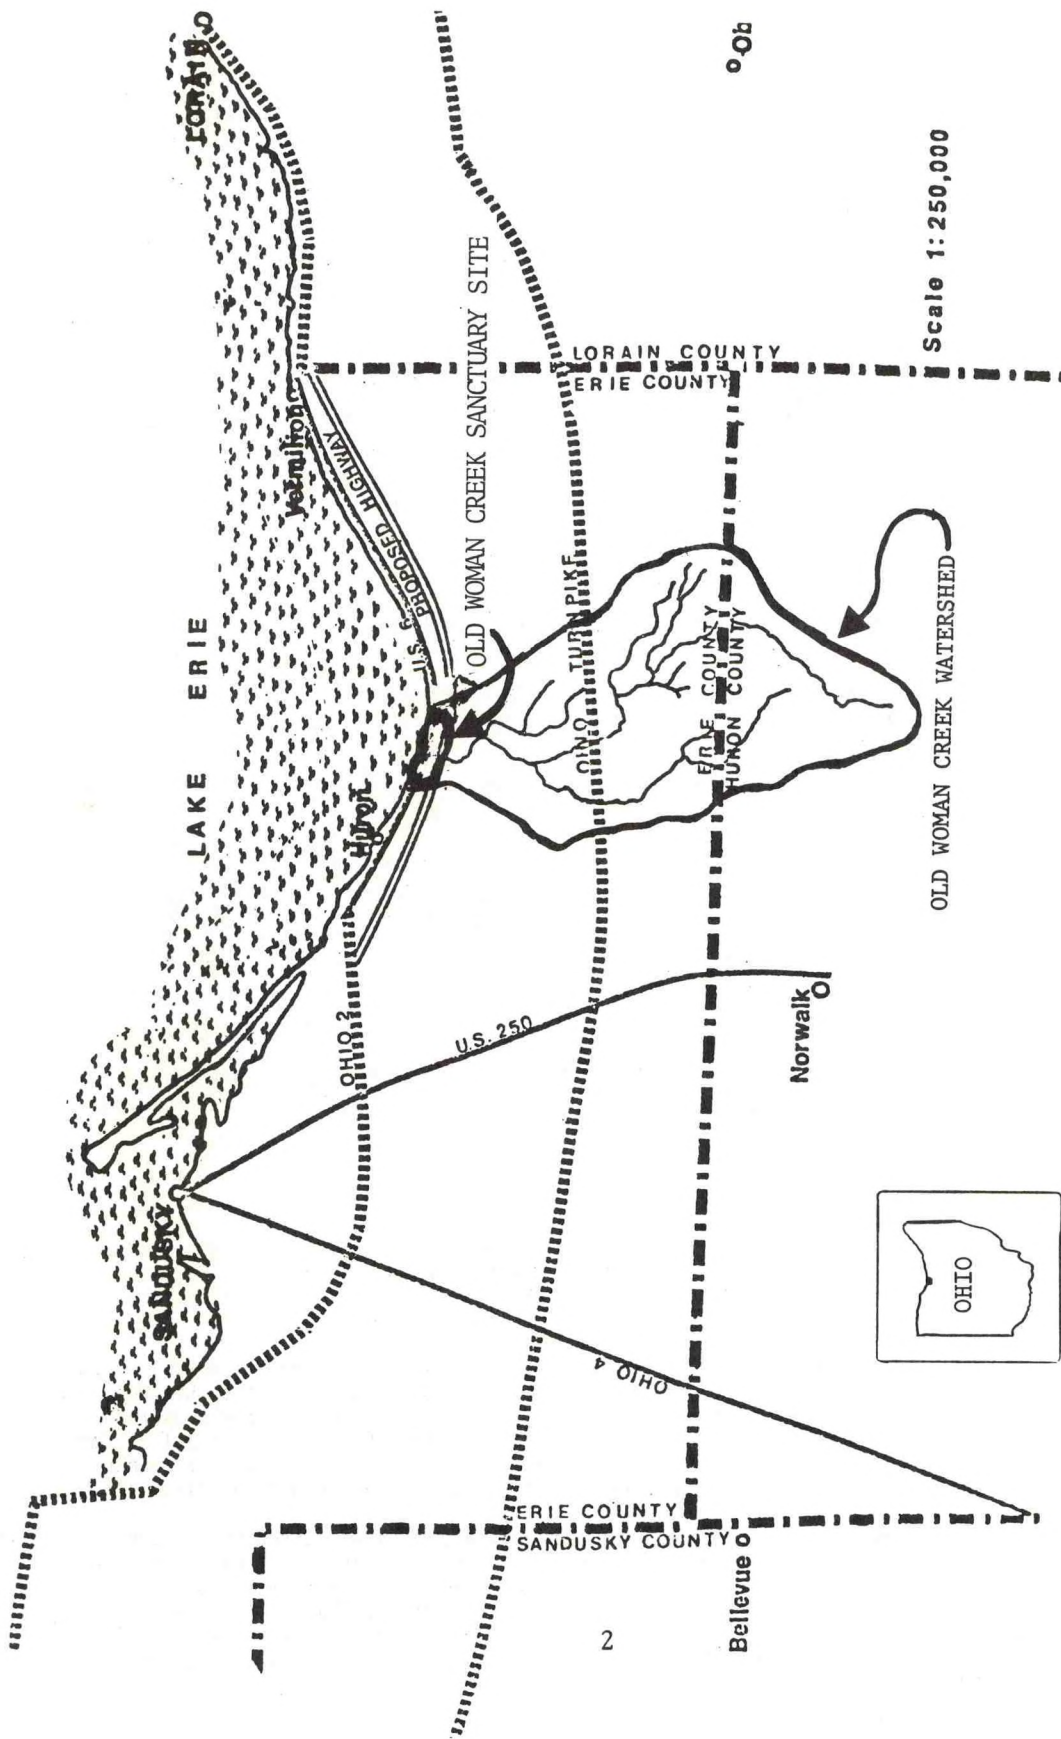 LAKE ERIE
LORAIN
Vermilion
U.S. 6
PROPOSED HIGHWAY
Huron
SANDUSKY
OLD WOMAN CREEK SANCTUARY SITE
OHIO 2
U.S. 250
OHIO TURNPIKE
LORAIN COUNTY
ERIE COUNTY
ERIE COUNTY
HURON COUNTY
OHIO 4
ERIE COUNTY
SANDUSKY COUNTY
Norwalk
Bellevue
Ob
Scale 1:250,000
OLD WOMAN CREEK WATERSHED
OHIO
2